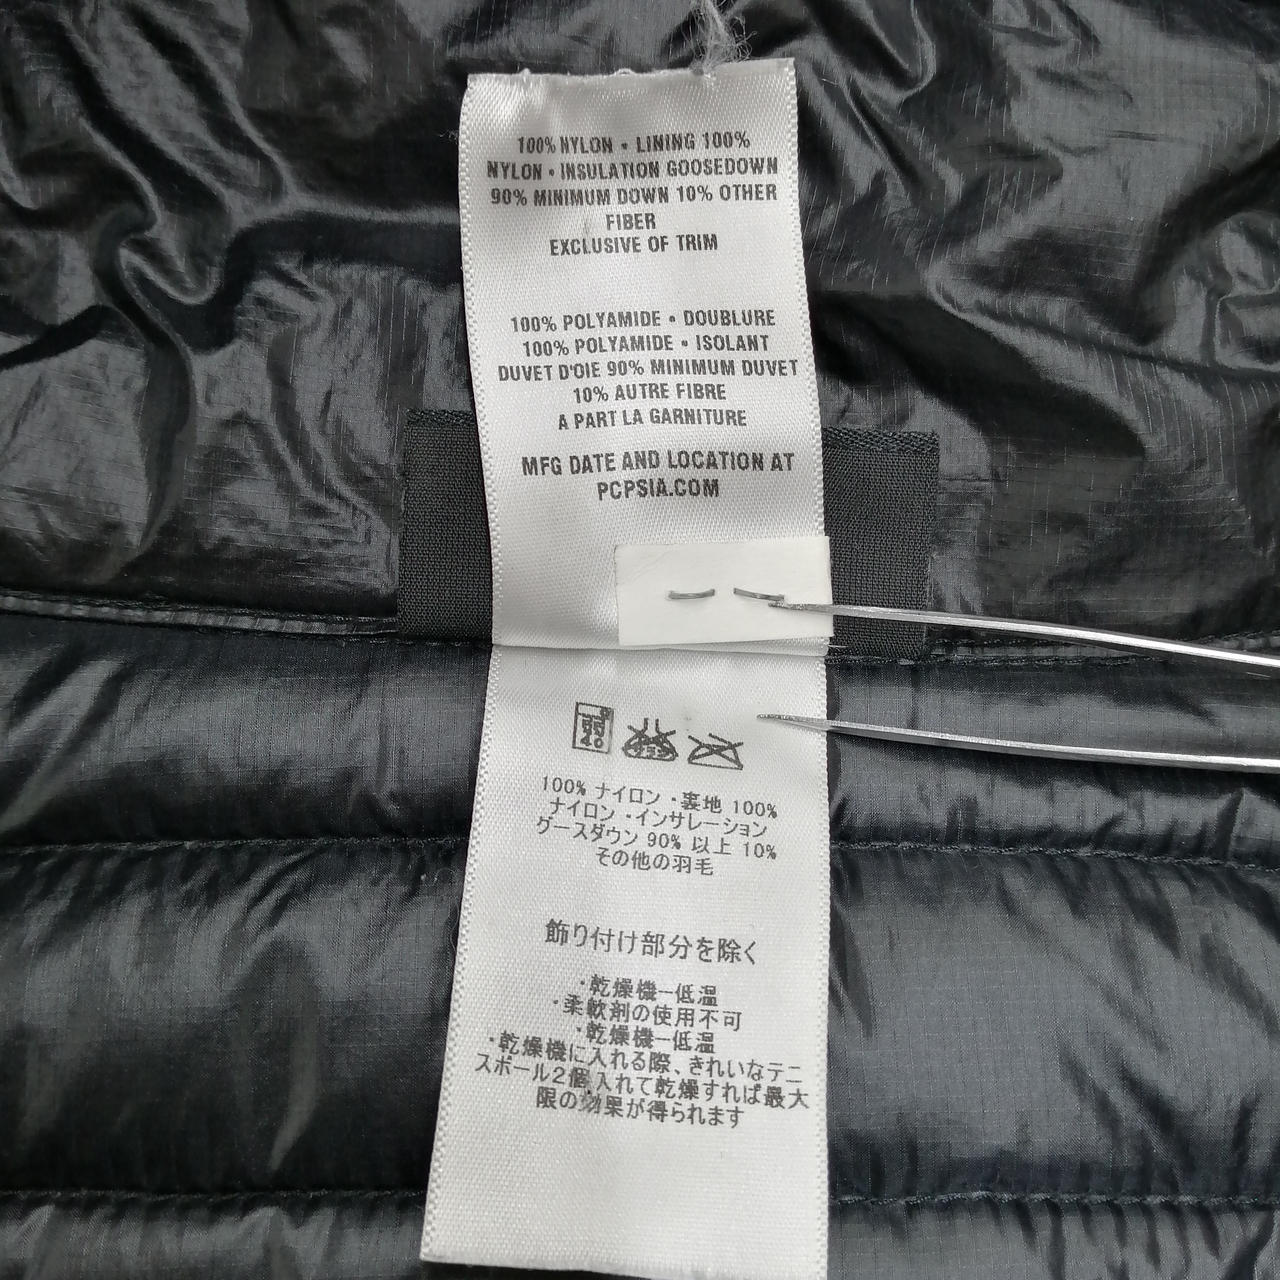 100% NYLON • LINING 100%
NYLON • INSULATION GOOSEDOWN
90% MINIMUM DOWN 10% OTHER
FIBER
EXCLUSIVE OF TRIM
100% POLYAMIDE • DOUBLURE
100% POLYAMIDE • ISOLANT
DUVET D'OIE 90% MINIMUM DUVET
10% AUTRE FIBRE
A PART LA GARNITURE
MFG DATE AND LOCATION AT
PCPSIA.COM
弱
40
100% ナイロン ・裏地 100%
ナイロン ・インサレーション
グースダウン 90% 以上 10%
その他の羽毛
飾り付け部分を除く
・乾燥機－低温
・柔軟剤の使用不可
・乾燥機－低温
・乾燥機に入れる際、きれいなテニ
スボール2個入れて乾燥すれば最大
限の効果が得られます